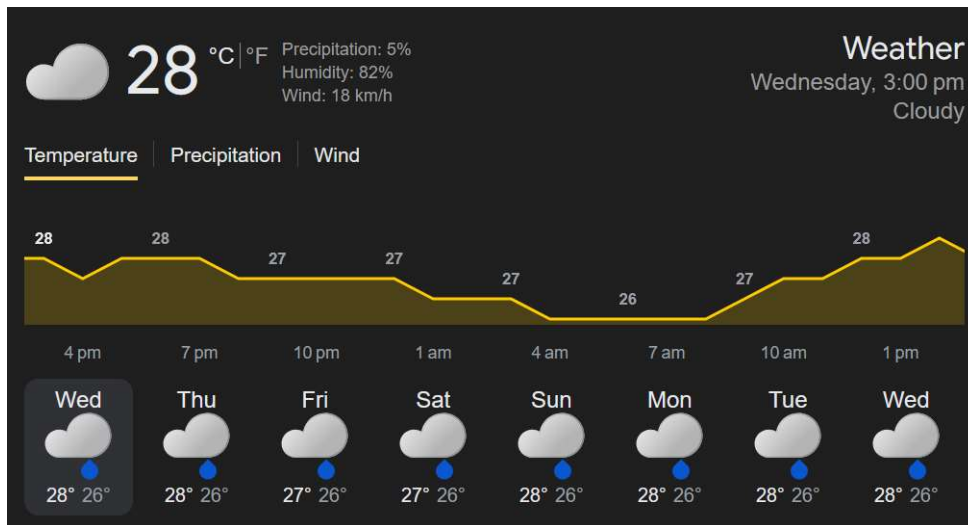 28 °C | °F
Precipitation: 5%
Humidity: 82%
Wind: 18 km/h
Weather
Wednesday, 3:00 pm
Cloudy
Temperature | Precipitation | Wind
28 28 27 27 27 26 27 28
4 pm 7 pm 10 pm 1 am 4 am 7 am 10 am 1 pm
Wed Thu Fri Sat Sun Mon Tue Wed
28° 26° 28° 26° 27° 26° 27° 26° 28° 26° 28° 26° 28° 26° 28° 26°